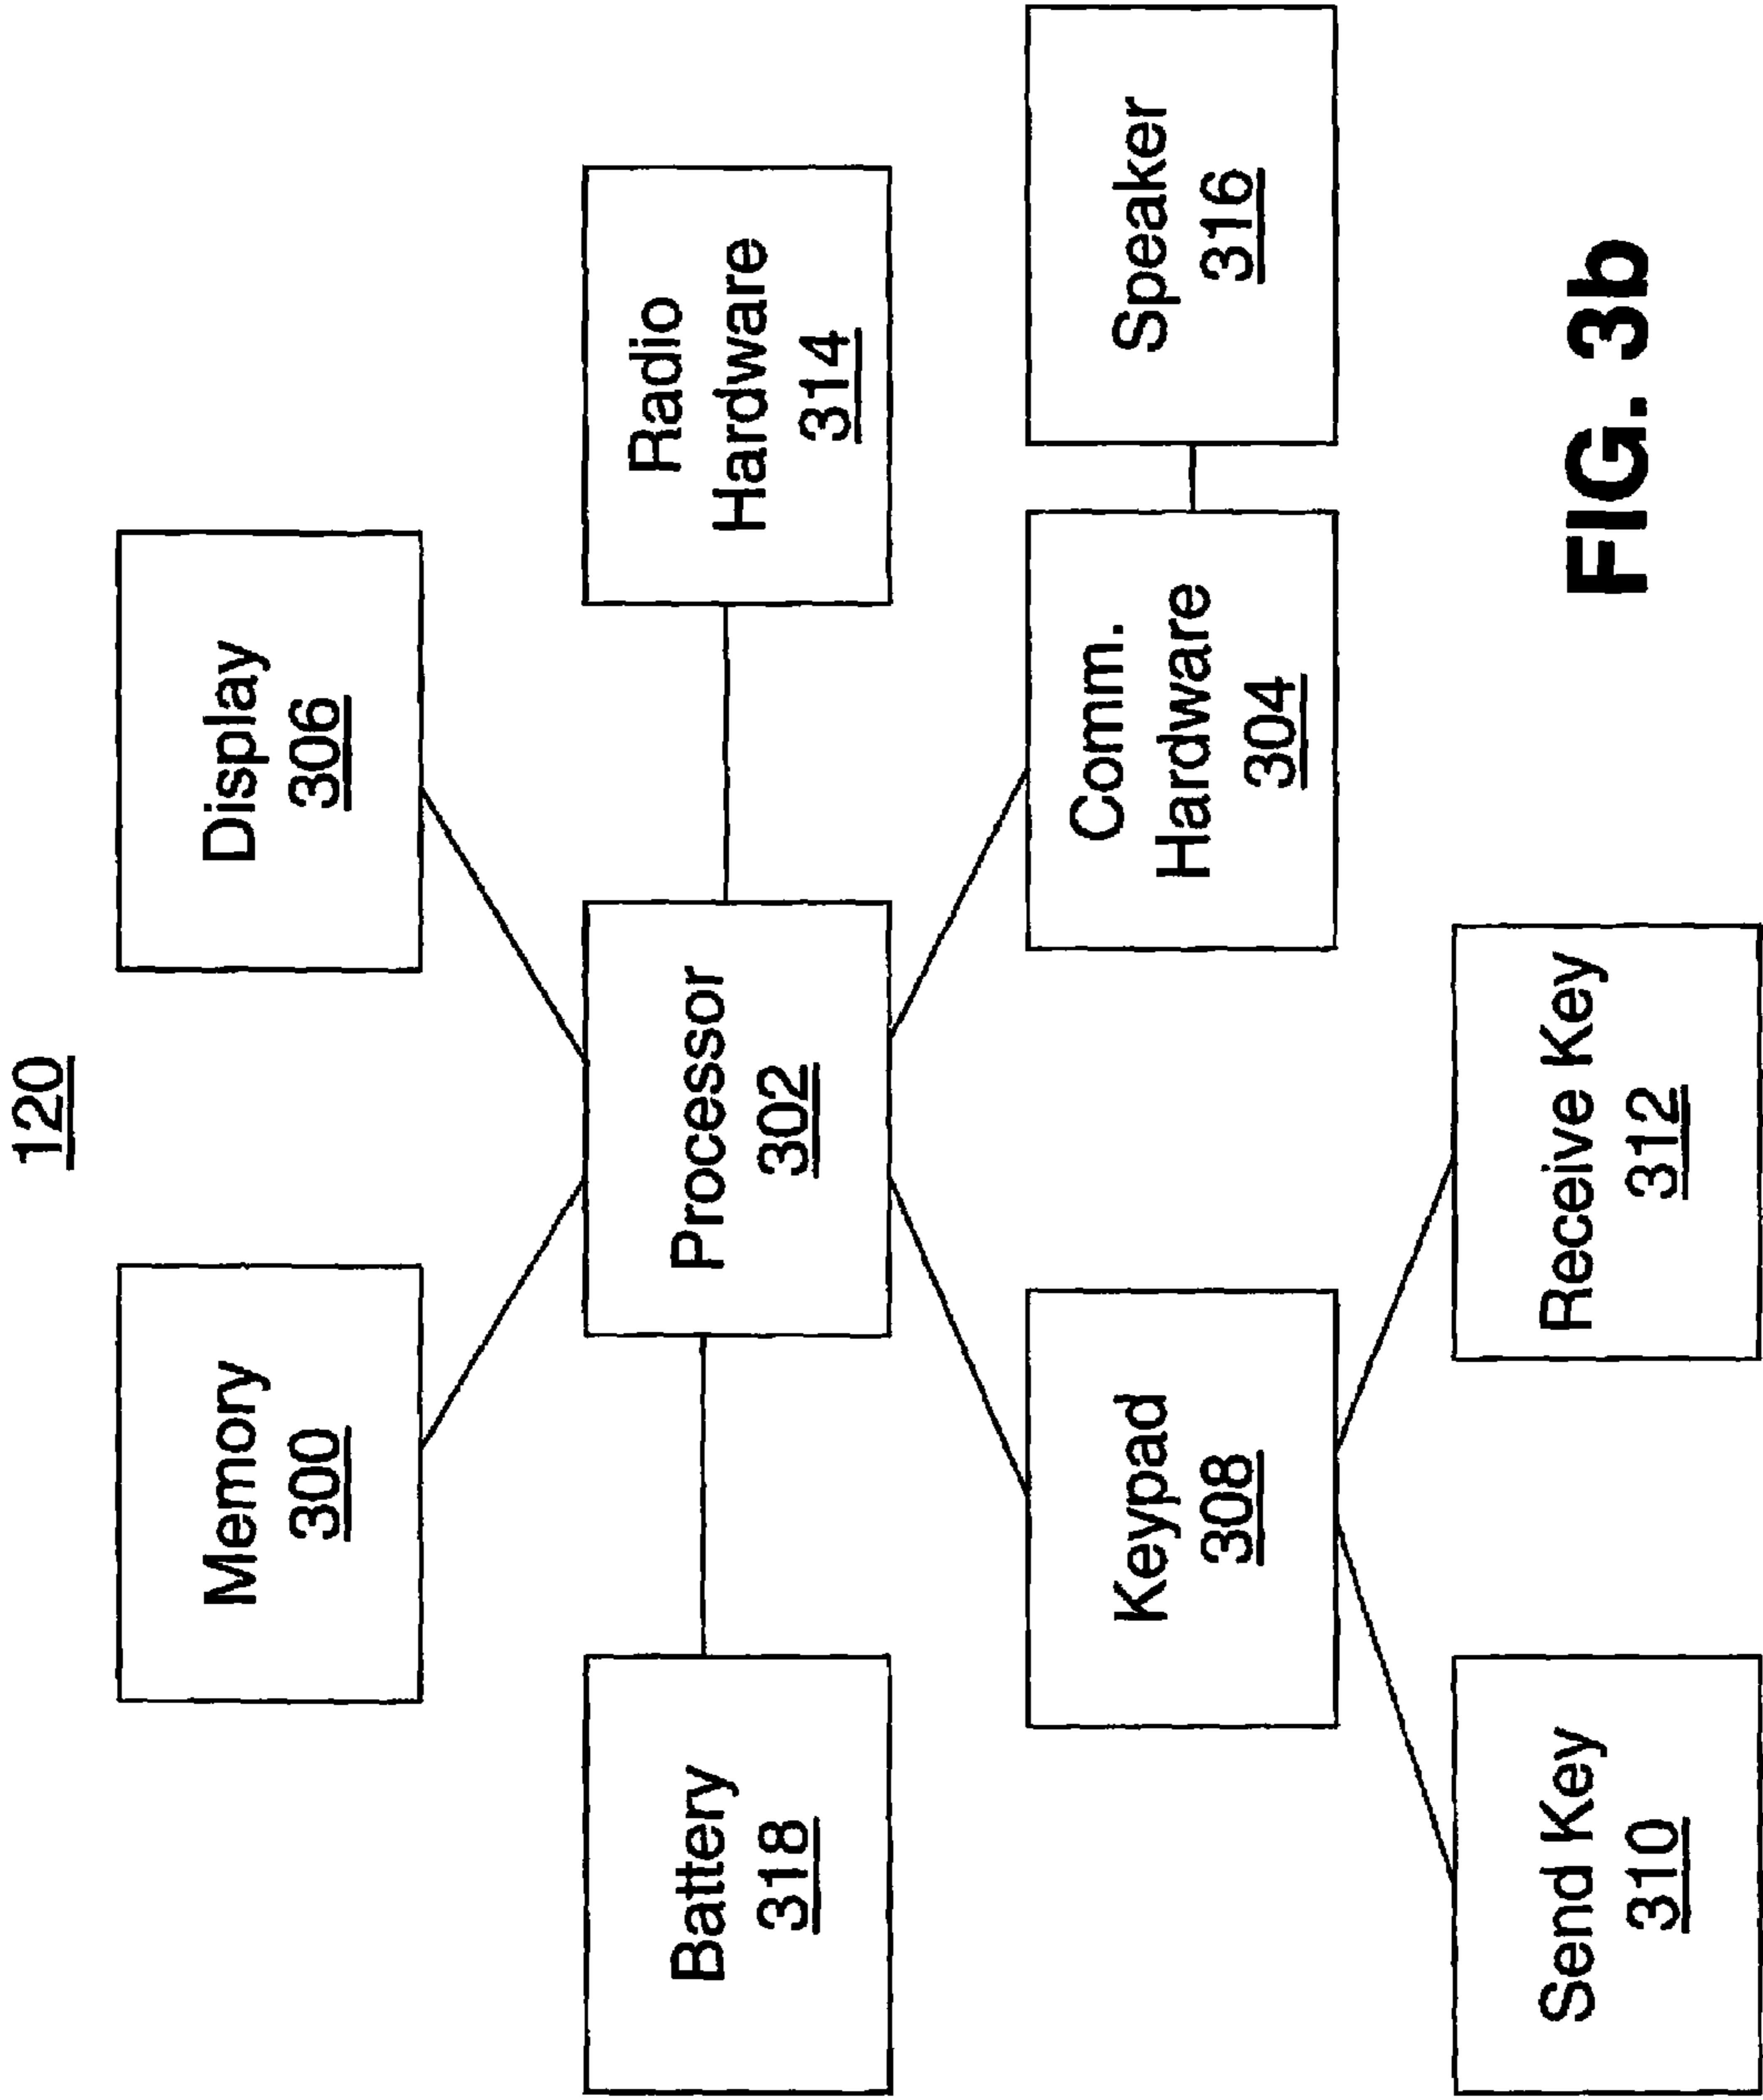 120
Memory
300
Display
306
Battery
318
Processor
302
Radio
Hardware
314
Keypad
308
Comm.
Hardware
304
Speaker
316
Send Key
310
Receive Key
312
FIG. 3b